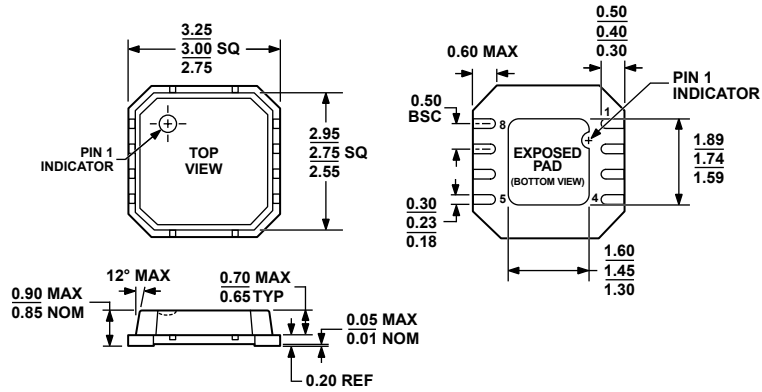 3.25
3.00 SQ
2.75
PIN 1
INDICATOR
TOP
VIEW
2.95
2.75 SQ
2.55
0.60 MAX
0.50
0.40
0.30
PIN 1
INDICATOR
0.50
BSC
8
1
EXPOSED
PAD
(BOTTOM VIEW)
5
4
1.89
1.74
1.59
0.30
0.23
0.18
1.60
1.45
1.30
12° MAX
0.90 MAX
0.85 NOM
0.70 MAX
0.65 TYP
0.05 MAX
0.01 NOM
0.20 REF